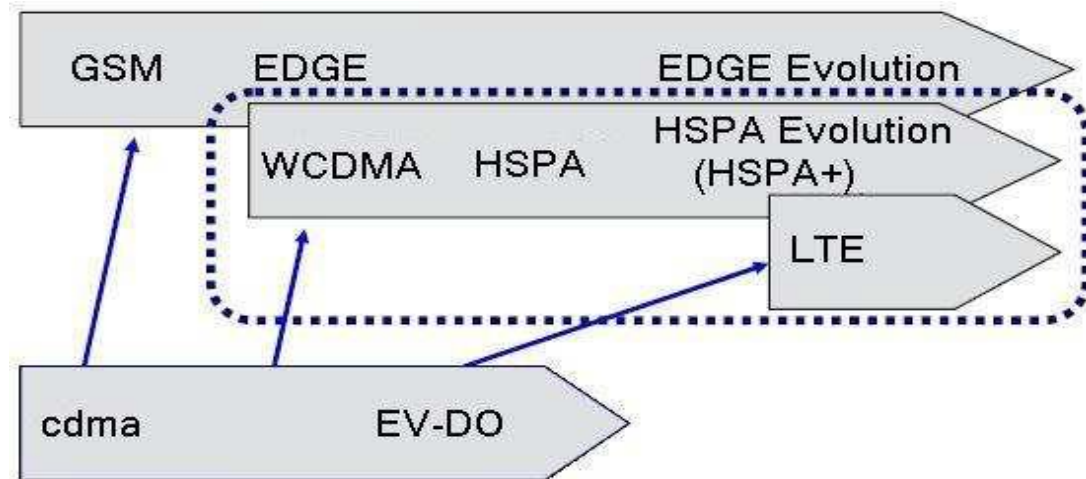 GSM EDGE EDGE Evolution
WCDMA HSPA HSPA Evolution
(HSPA+)
LTE
cdma EV-DO